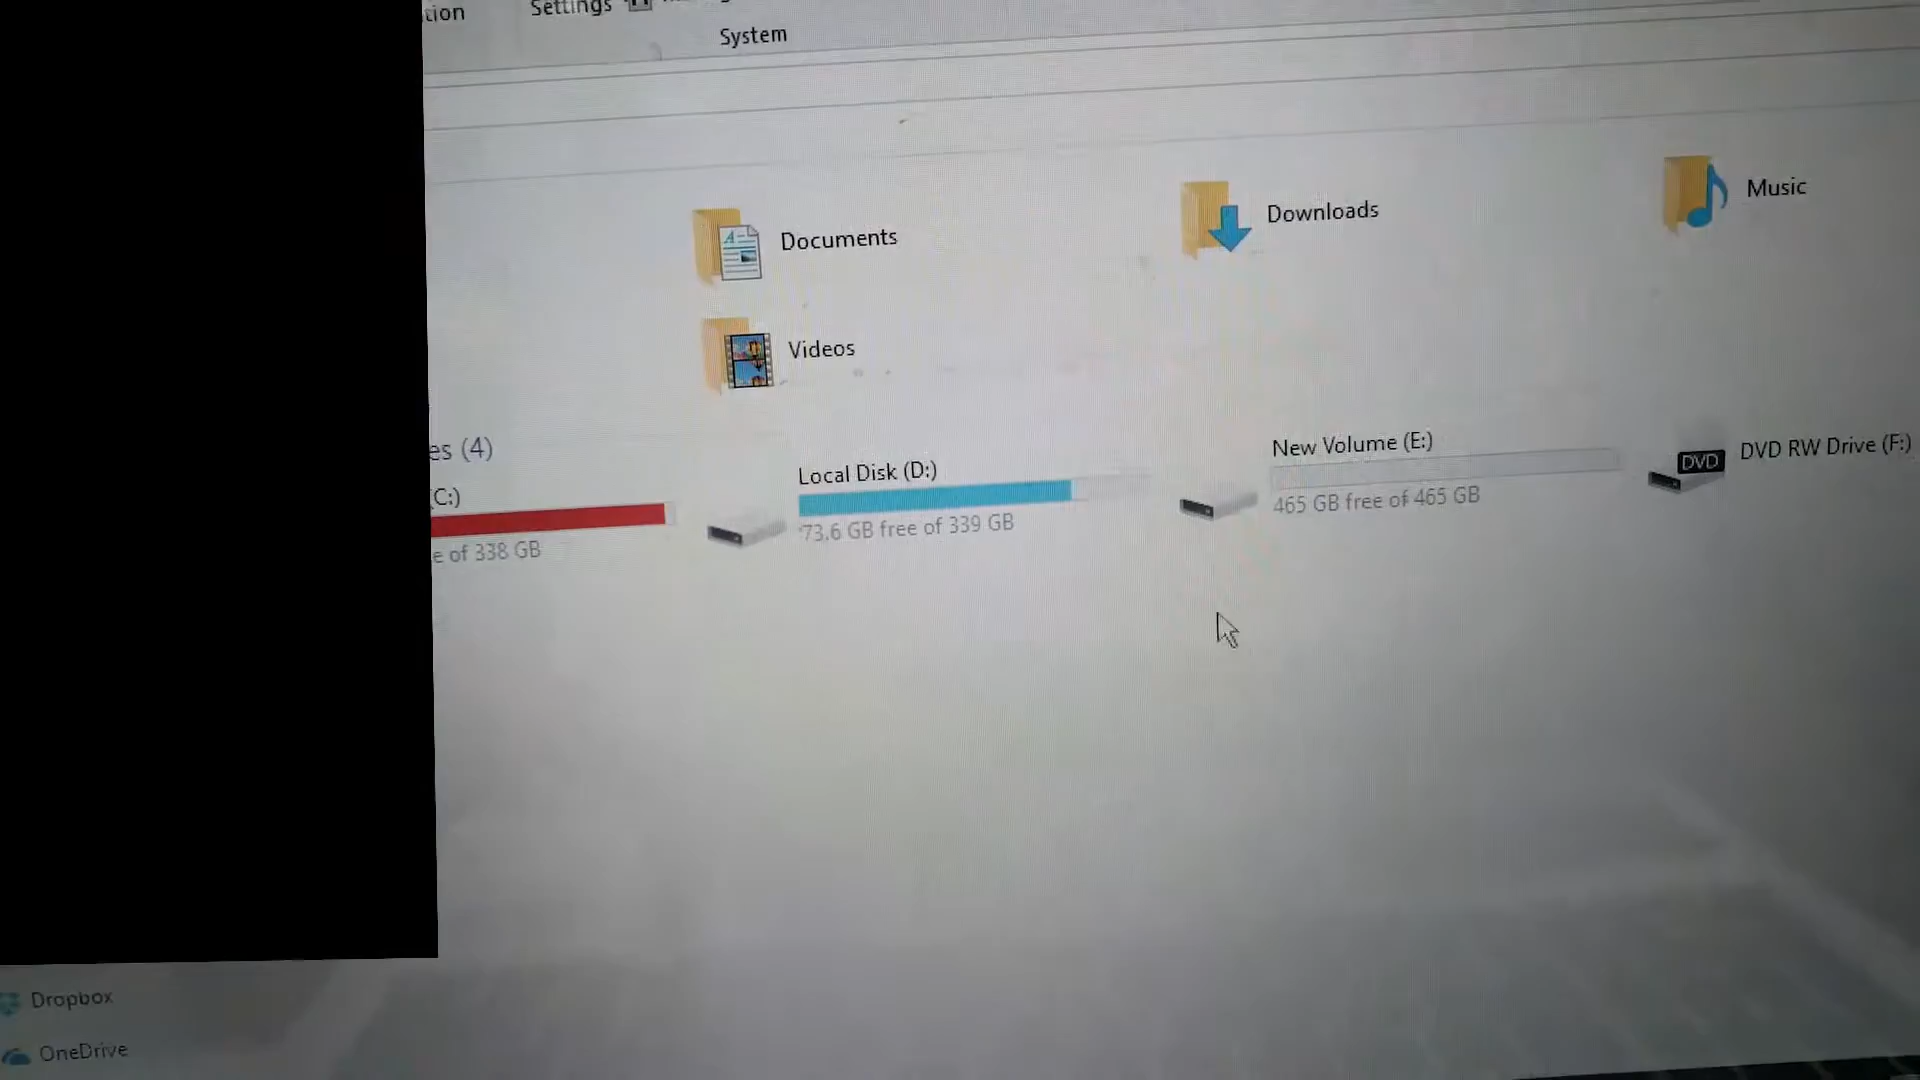 tion
Settings
System
Documents
Downloads
Music
Videos
es (4)
C:)
e of 338 GB
Local Disk (D:)
73.6 GB free of 339 GB
New Volume (E:)
465 GB free of 465 GB
DVD
DVD RW Drive (F:)
Dropbox
OneDrive